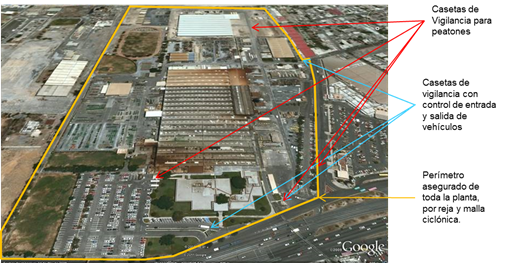 Casetas de
Vigilancia para
peatones
Casetas de
vigilancia con
control de entrada
y salida de
vehículos
Perímetro
asegurado de
toda la planta,
por reja y malla
ciclónica.
Google